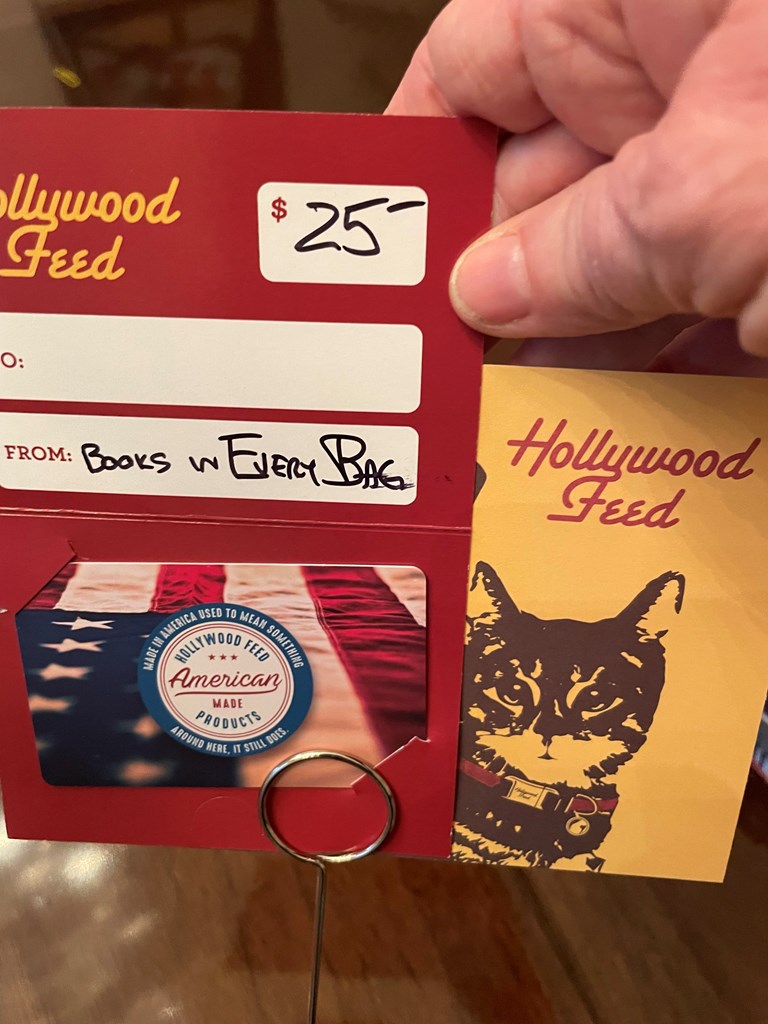 ollywood
Feed
$ 25-
O:
FROM: BOOKS IN EVERY BAG
MADE IN AMERICA USED TO MEAN SOMETHING
HOLLYWOOD FEED
American
MADE
PRODUCTS
AROUND HERE, IT STILL DOES.
Hollywood
Feed